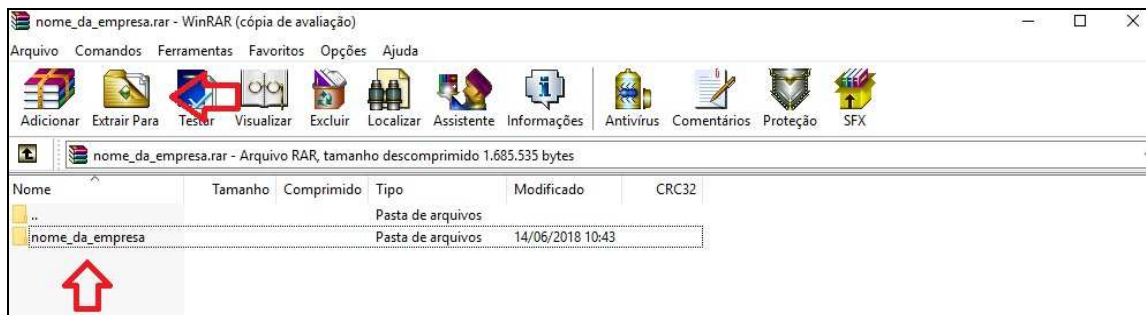 nome_da_empresa.rar - WinRAR (cópia de avaliação)
Arquivo Comandos Ferramentas Favoritos Opções Ajuda
Adicionar Extrair Para Testar Visualizar Excluir Localizar Assistente Informações Antivírus Comentários Proteção SFX
nome_da_empresa.rar - Arquivo RAR, tamanho descomprimido 1.685.535 bytes
Nome Tamanho Comprimido Tipo Modificado CRC32
.. Pasta de arquivos
nome_da_empresa Pasta de arquivos 14/06/2018 10:43